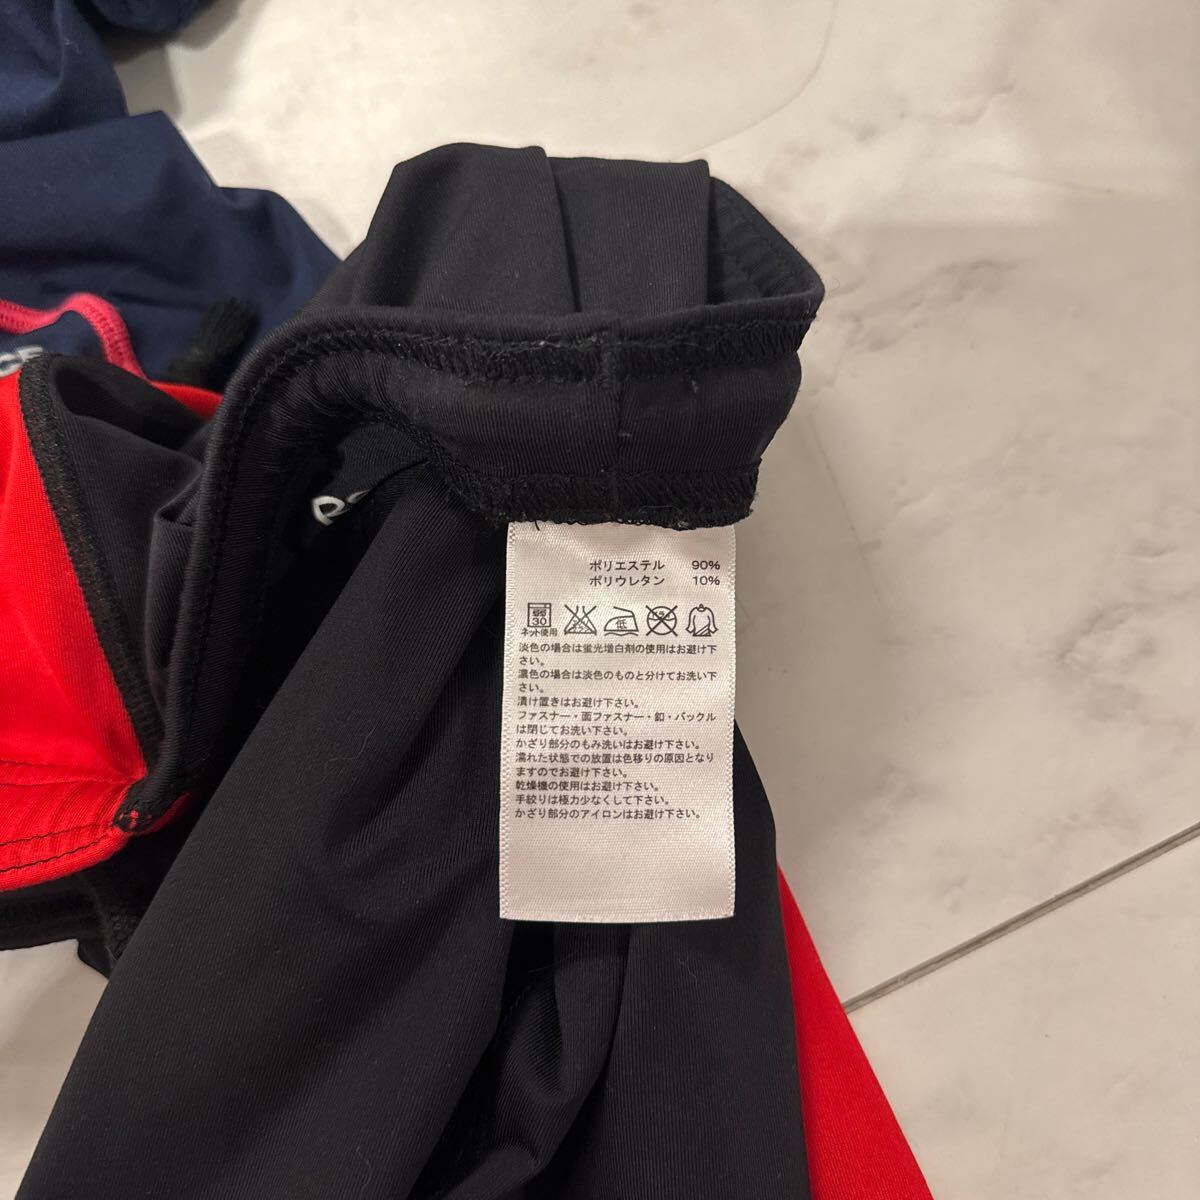 ポリエステル 90%
ポリウレタン 10%
30
ネット使用
低
淡色の場合は蛍光増白剤の使用はお避け下
さい。
濃色の場合は淡色のものと分けてお洗い下
さい。
漬け置きはお避け下さい。
ファスナー・面ファスナー・釦・バックル
は閉じてお洗い下さい。
かざり部分のもみ洗いはお避け下さい。
濡れた状態での放置は色移りの原因となり
ますのでお避け下さい。
乾燥機の使用はお避け下さい。
手絞りは極力少なくして下さい。
かざり部分のアイロンはお避け下さい。